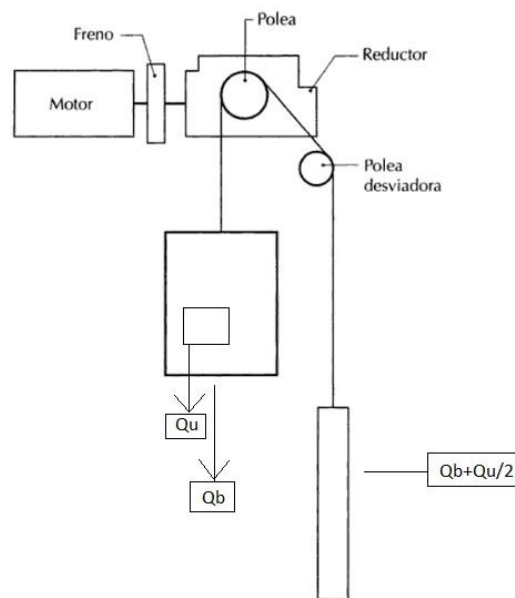 Polea
Freno
Reductor
Motor
Polea
desviadora
Qu
Qb+Qu/2
Qb